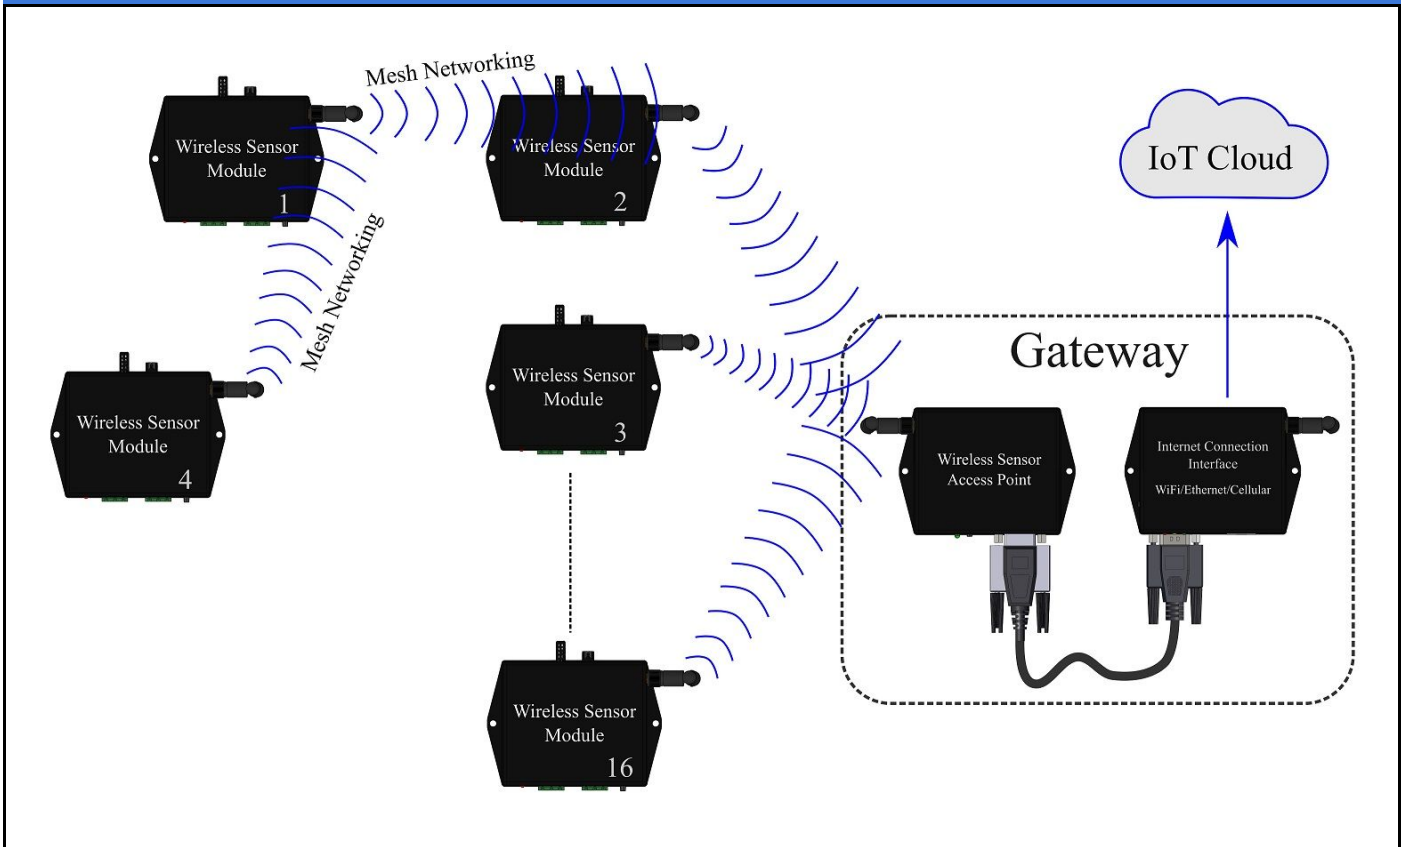 Mesh Networking
Wireless Sensor
Module
1
Wireless Sensor
Module
2
IoT Cloud
Mesh Networking
Wireless Sensor
Module
3
Gateway
Wireless Sensor
Module
4
Wireless Sensor
Access Point
Internet Connection
Interface
WiFi/Ethernet/Cellular
Wireless Sensor
Module
16